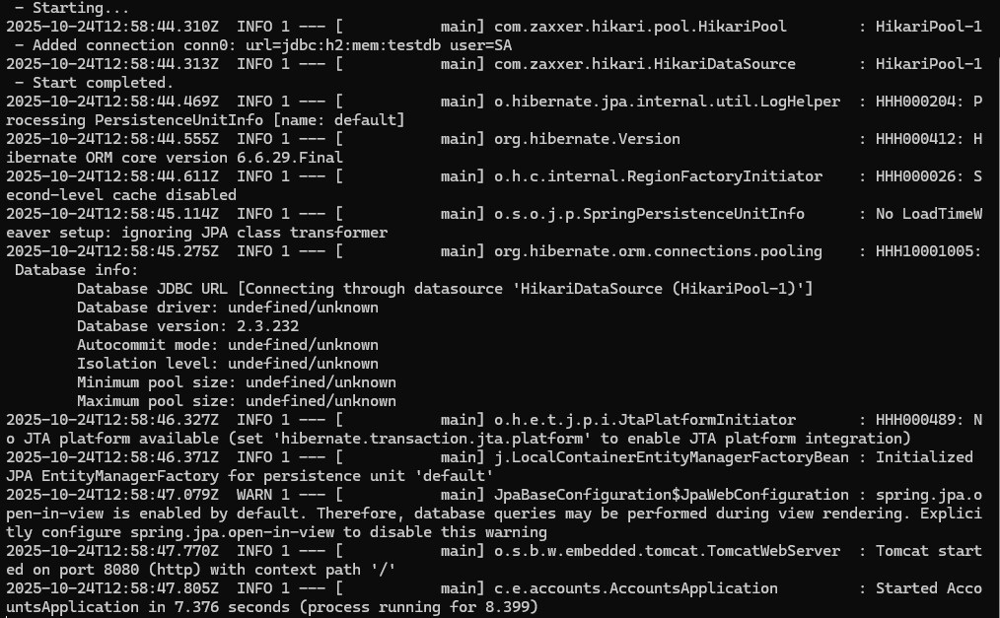 – Starting...
2025-10-24T12:58:44.310Z  INFO 1 --- [           main] com.zaxxer.hikari.pool.HikariPool        : HikariPool-1
 – Added connection conn0: url=jdbc:h2:mem:testdb user=SA
2025-10-24T12:58:44.313Z  INFO 1 --- [           main] com.zaxxer.hikari.HikariDataSource       : HikariPool-1
 – Start completed.
2025-10-24T12:58:44.469Z  INFO 1 --- [           main] o.hibernate.jpa.internal.util.LogHelper  : HHH000204: P
rocessing PersistenceUnitInfo [name: default]
2025-10-24T12:58:44.555Z  INFO 1 --- [           main] org.hibernate.Version                    : HHH000412: H
ibernate ORM core version 6.6.29.Final
2025-10-24T12:58:44.611Z  INFO 1 --- [           main] o.h.c.internal.RegionFactoryInitiator    : HHH000026: S
econd-level cache disabled
2025-10-24T12:58:45.114Z  INFO 1 --- [           main] o.s.o.j.p.SpringPersistenceUnitInfo      : No LoadTimeW
eaver setup: ignoring JPA class transformer
2025-10-24T12:58:45.275Z  INFO 1 --- [           main] org.hibernate.orm.connections.pooling    : HHH10001005:
 Database info:
        Database JDBC URL [Connecting through datasource 'HikariDataSource (HikariPool-1)']
        Database driver: undefined/unknown
        Database version: 2.3.232
        Autocommit mode: undefined/unknown
        Isolation level: undefined/unknown
        Minimum pool size: undefined/unknown
        Maximum pool size: undefined/unknown
2025-10-24T12:58:46.327Z  INFO 1 --- [           main] o.h.e.t.j.p.i.JtaPlatformInitiator       : HHH000489: N
o JTA platform available (set 'hibernate.transaction.jta.platform' to enable JTA platform integration)
2025-10-24T12:58:46.371Z  INFO 1 --- [           main] j.LocalContainerEntityManagerFactoryBean : Initialized
JPA EntityManagerFactory for persistence unit 'default'
2025-10-24T12:58:47.079Z  WARN 1 --- [           main] JpaBaseConfiguration$JpaWebConfiguration : spring.jpa.o
pen-in-view is enabled by default. Therefore, database queries may be performed during view rendering. Explici
tly configure spring.jpa.open-in-view to disable this warning
2025-10-24T12:58:47.770Z  INFO 1 --- [           main] o.s.b.w.embedded.tomcat.TomcatWebServer  : Tomcat start
ed on port 8080 (http) with context path '/'
2025-10-24T12:58:47.805Z  INFO 1 --- [           main] c.e.accounts.AccountsApplication         : Started Acco
untsApplication in 7.376 seconds (process running for 8.399)